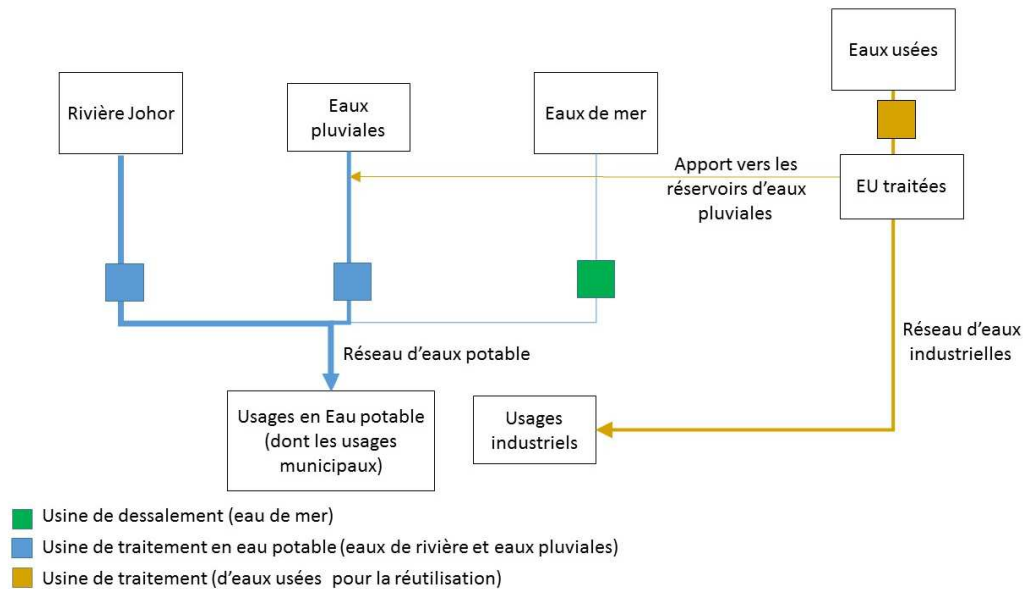 Eaux usées
Rivière Johor
Eaux
pluviales
Eaux de mer
Apport vers les
réservoirs d'eaux
pluviales
EU traitées
Réseau d'eaux potable
Réseau d'eaux
industrielles
Usages en Eau potable
(dont les usages
municipaux)
Usages
industriels
Usine de dessalement (eau de mer)
Usine de traitement en eau potable (eaux de rivière et eaux pluviales)
Usine de traitement (d'eaux usées pour la réutilisation)